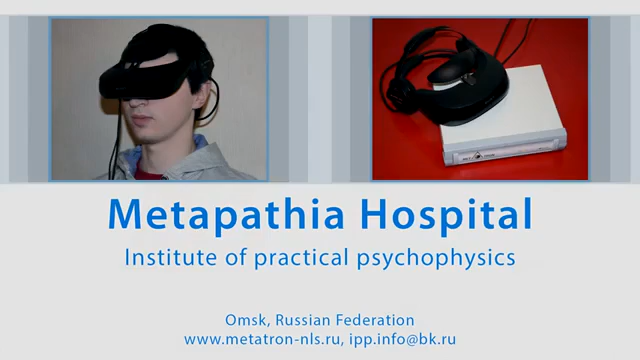 Metapathia Hospital
Institute of practical psychophysics
Omsk, Russian Federation
www.metatron-nls.ru, ipp.info@bk.ru